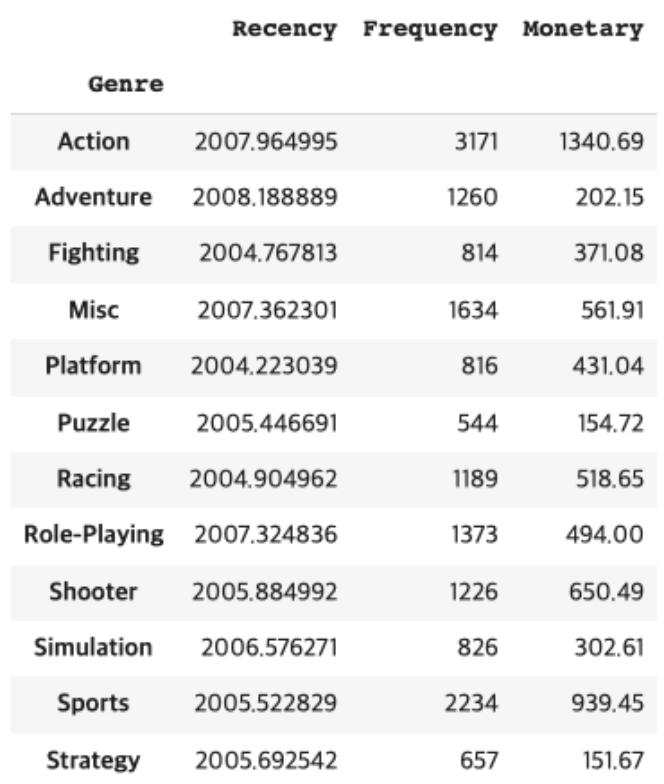 Recency Frequency Monetary
Genre
Action 2007.964995 3171 1340.69
Adventure 2008.188889 1260 202.15
Fighting 2004.767813 814 371.08
Misc 2007.362301 1634 561.91
Platform 2004.223039 816 431.04
Puzzle 2005.446691 544 154.72
Racing 2004.904962 1189 518.65
Role-Playing 2007.324836 1373 494.00
Shooter 2005.884992 1226 650.49
Simulation 2006.576271 826 302.61
Sports 2005.522829 2234 939.45
Strategy 2005.692542 657 151.67